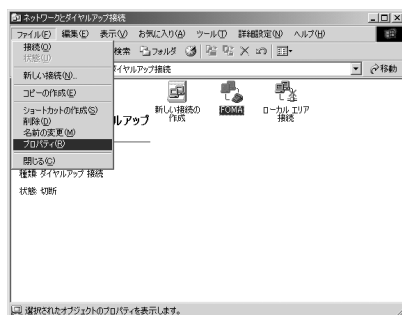 ネットワークとダイヤルアップ接続
ファイル(F) 編集(E) 表示(V) お気に入り(A) ツール(T) 詳細設定(N) ヘルプ(H)
接続(O)
状態(U)
新しい接続(N)...
コピーの作成(E)
ショートカットの作成(S)
削除(D)
名前の変更(M)
プロパティ(R)
閉じる(C)
検索 フォルダ
イヤルアップ接続
移動
ルアップ
新しい接続の
作成
FOMA
ローカル エリア
接続
種類: ダイヤルアップ 接続
状態: 切断
選択されたオブジェクトのプロパティを表示します。